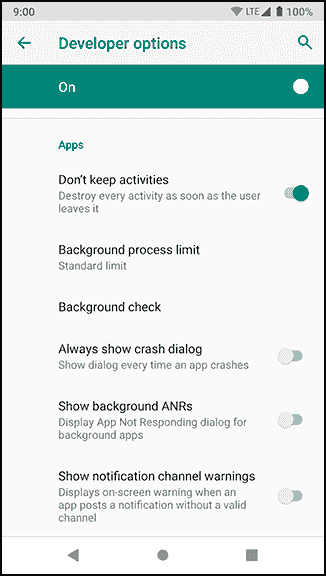 9:00 LTE 100%
Developer options
On
Apps
Don't keep activities
Destroy every activity as soon as the user
leaves it
Background process limit
Standard limit
Background check
Always show crash dialog
Show dialog every time an app crashes
Show background ANRs
Display App Not Responding dialog for
background apps
Show notification channel warnings
Displays on-screen warning when an
app posts a notification without a valid
channel